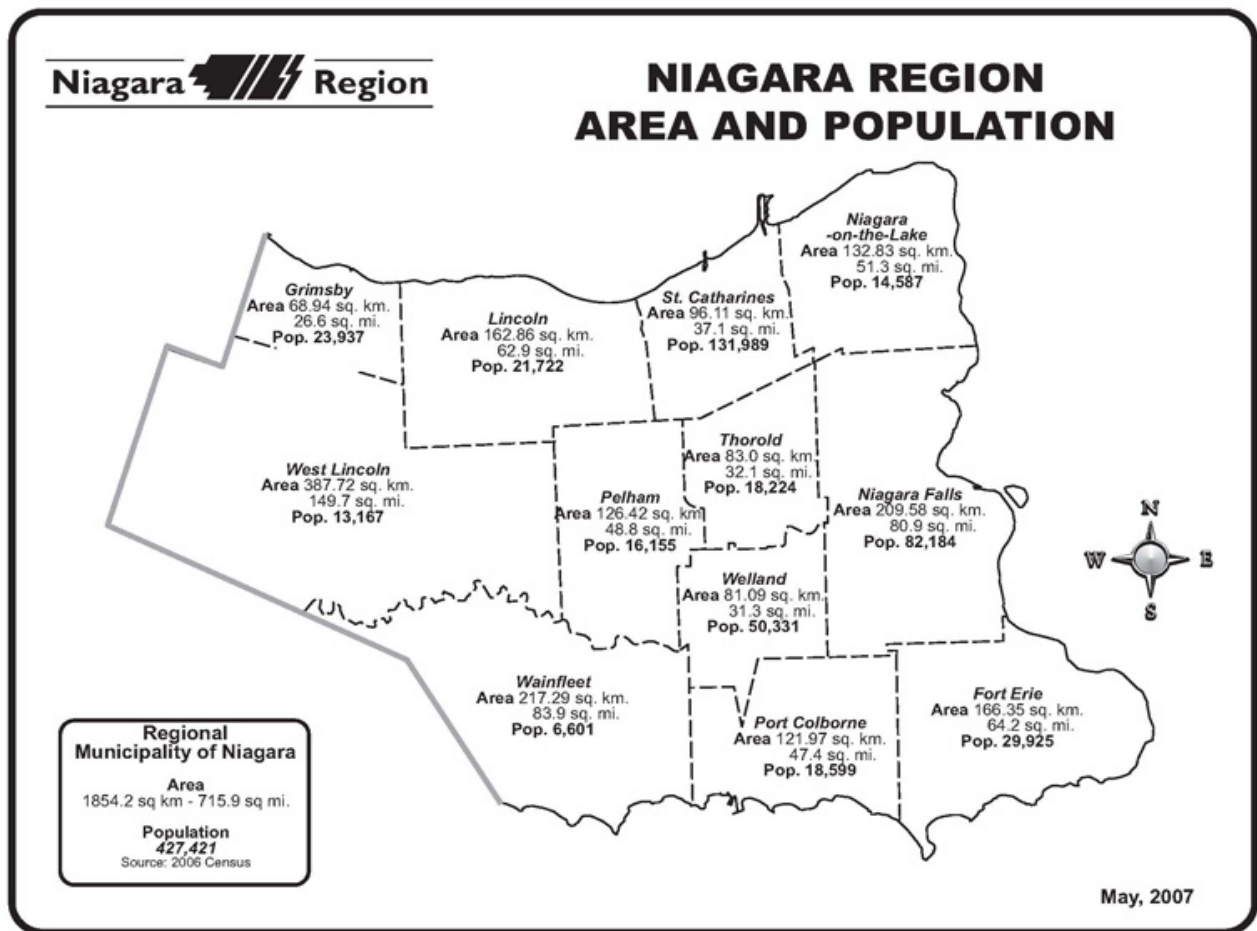 Niagara Region
NIAGARA REGION
AREA AND POPULATION
Niagara
-on-the-Lake
Area 132.83 sq. km.
51.3 sq. mi.
Pop. 14,587
Grimsby
Area 68.94 sq. km.
26.6 sq. mi.
Pop. 23,937
Lincoln
Area 162.86 sq. km.
62.9 sq. mi.
Pop. 21,722
St. Catharines
Area 96.11 sq. km.
37.1 sq. mi.
Pop. 131,989
West Lincoln
Area 387.72 sq. km.
149.7 sq. mi.
Pop. 13,167
Pelham
Area 126.42 sq. km
48.8 sq. mi.
Pop. 16,155
Thorold
Area 83.0 sq. km.
32.1 sq. mi.
Pop. 18,224
Niagara Falls
Area 209.58 sq. km.
80.9 sq. mi.
Pop. 82,184
N
W
E
S
Welland
Area 81.09 sq. km.
31.3 sq. mi.
Pop. 50,331
Wainfleet
Area 217.29 sq. km.
83.9 sq. mi.
Pop. 6,601
Port Colborne
Area 121.97 sq. km.
47.4 sq. mi.
Pop. 18,599
Fort Erie
Area 166.35 sq. km.
64.2 sq. mi.
Pop. 29,925
Regional
Municipality of Niagara
Area
1854.2 sq km - 715.9 sq mi.
Population
427,421
Source: 2006 Census
May, 2007